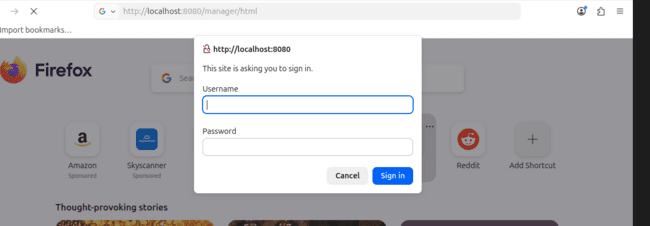 http://localhost:8080/manager/html
Import bookmarks...
http://localhost:8080
This site is asking you to sign in.
Firefox
Username
Password
Cancel
Sign in
Amazon
Sponsored
Skyscanner
Sponsored
Reddit
Add Shortcut
Thought-provoking stories